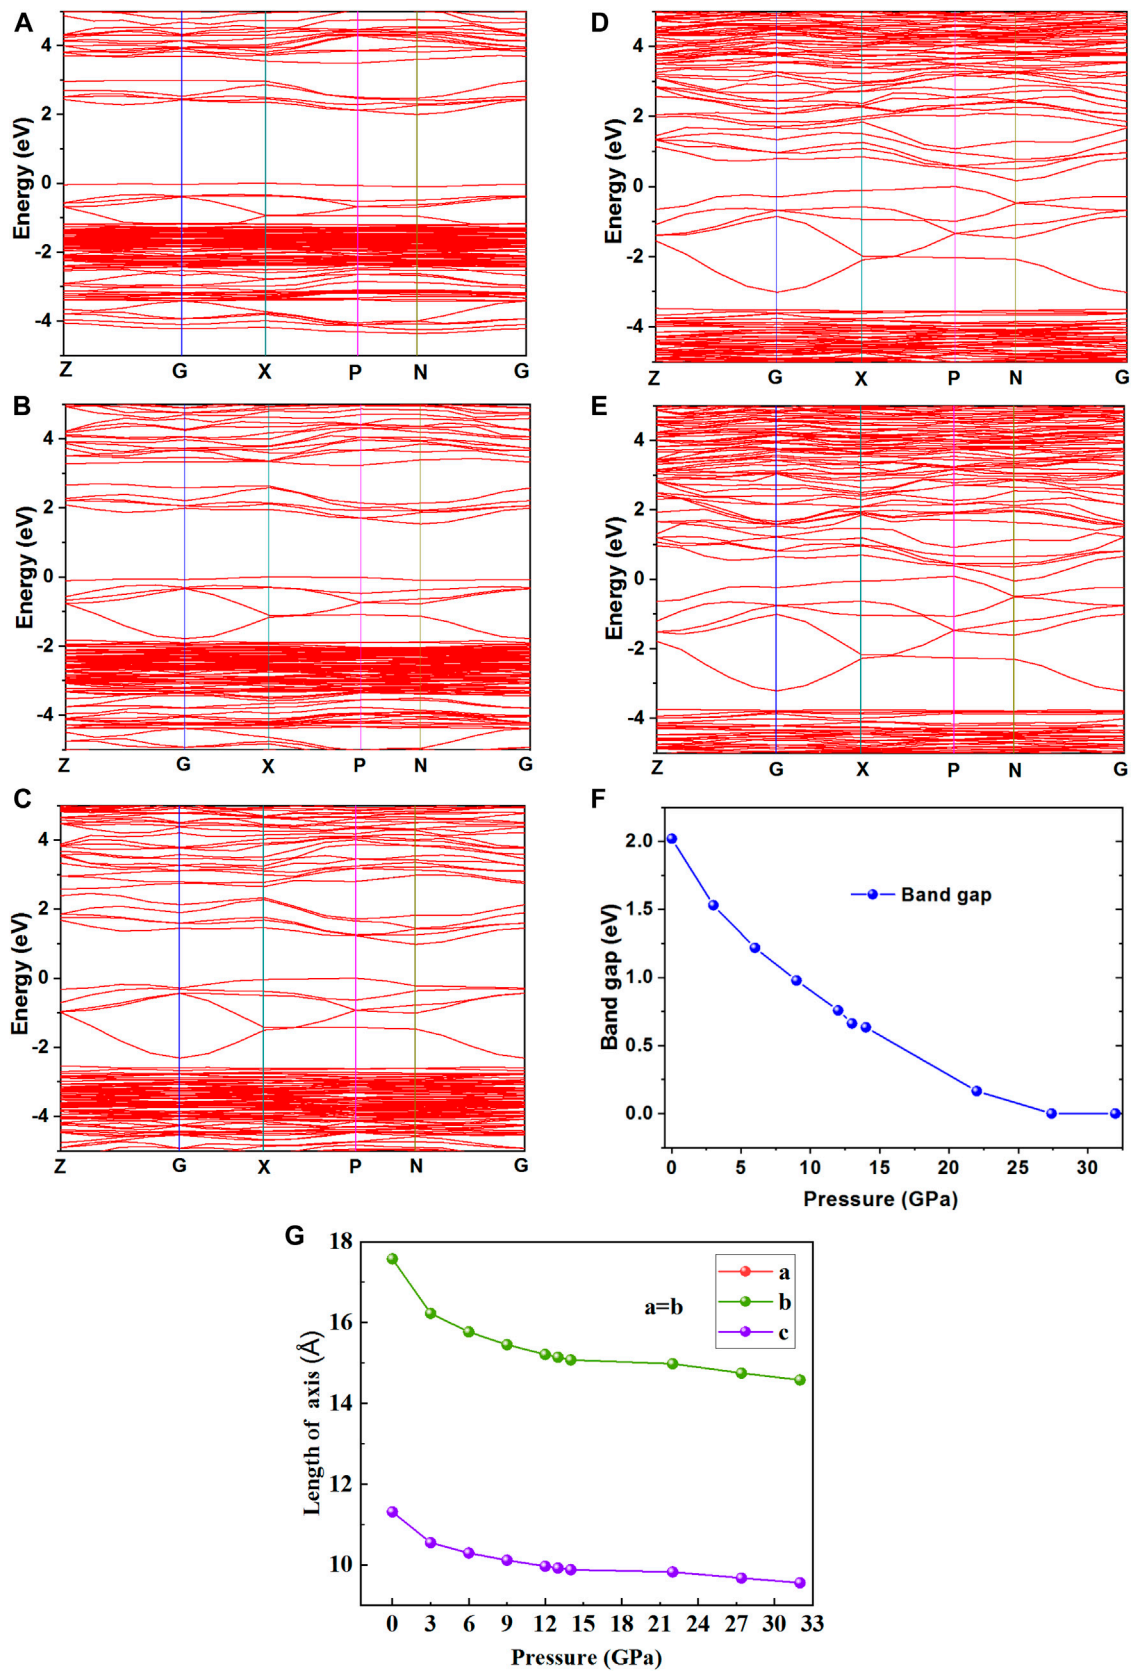 A
Energy (eV)
4
2
0
-2
-4
Z G X P N G
D
Energy (eV)
4
2
0
-2
-4
Z G X P N G
B
Energy (eV)
4
2
0
-2
-4
Z G X P N G
E
Energy (eV)
4
2
0
-2
-4
Z G X P N G
C
Energy (eV)
4
2
0
-2
-4
Z G X P N G
F
Band gap (eV)
2.0
1.5
1.0
0.5
0.0
Band gap
0 5 10 15 20 25 30
Pressure (GPa)
G
Length of axis (Å)
18
16
14
12
10
a=b
a
b
c
0 3 6 9 12 15 18 21 24 27 30 33
Pressure (GPa)